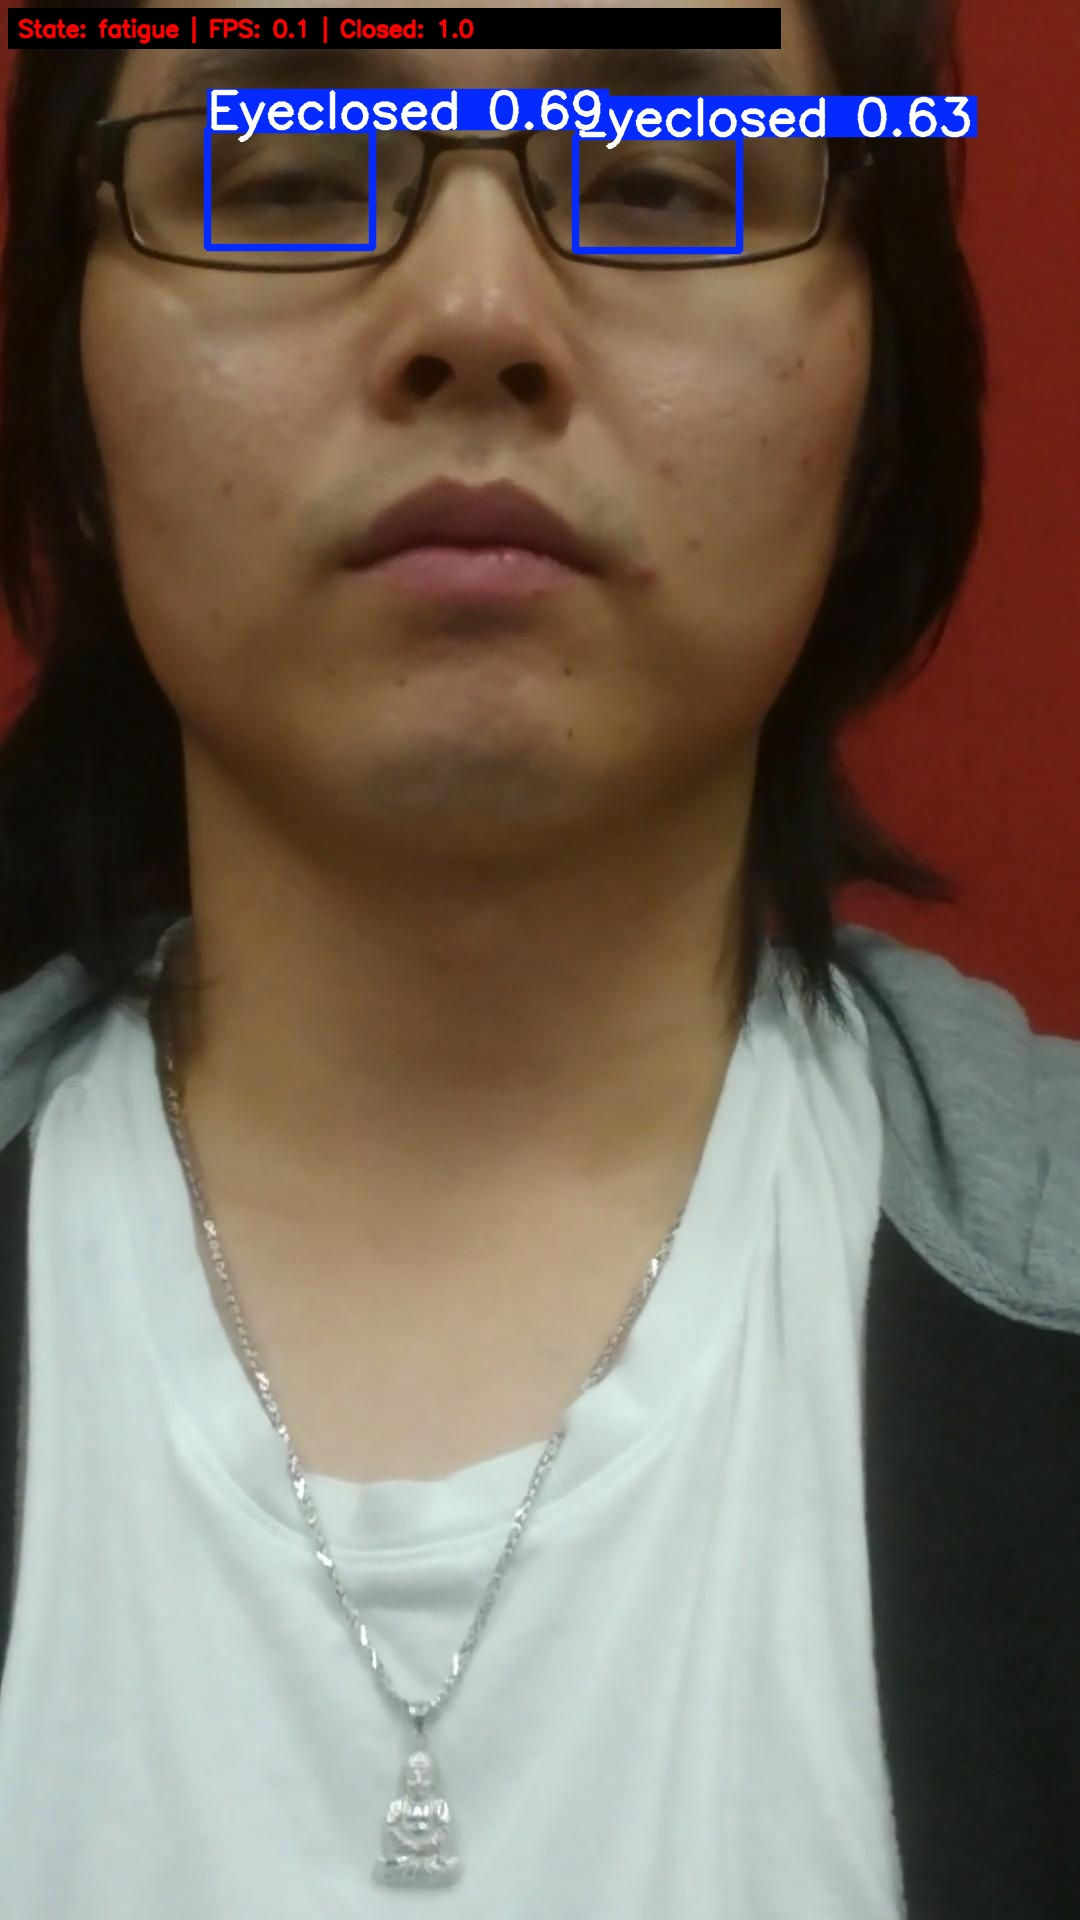 State: fatigue | FPS: 0.1 | Closed: 1.0
Eyeclosed 0.69
yeclosed 0.63